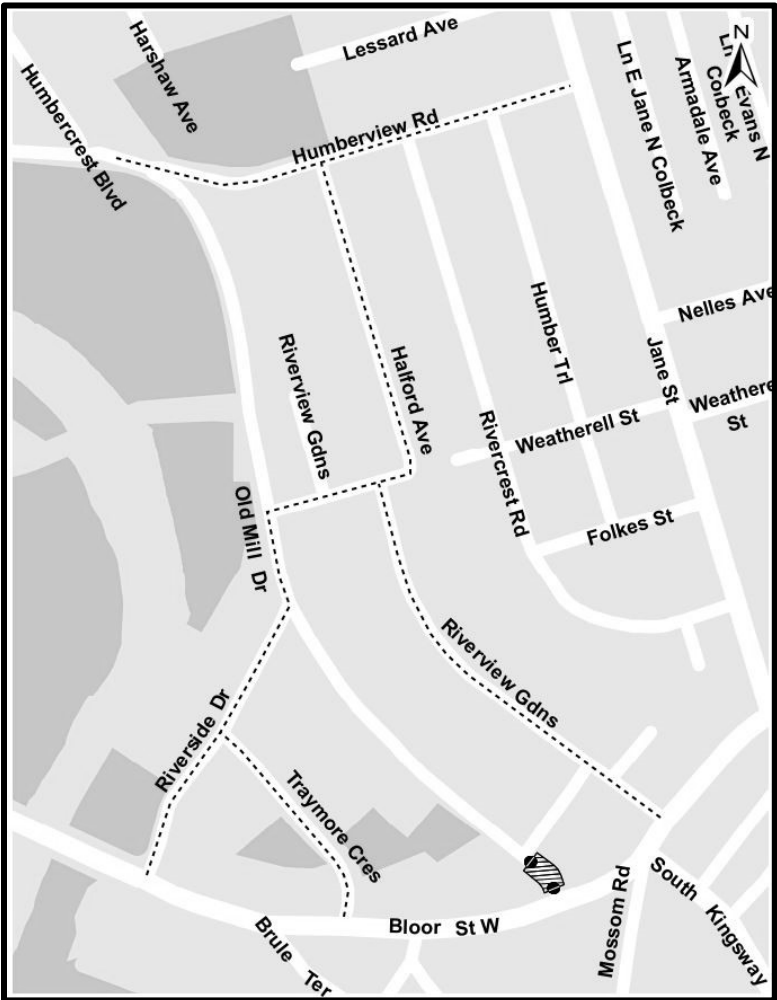 Harshaw Ave
Lessard Ave
N
Ln
Evans N
Colbeck
Ln E Jane N Colbeck
Armadale Ave
Humbercrest Blvd
Humberview Rd
Nelles Ave
Humber Trl
Jane St
Riverview Gdns
Halford Ave
Weathere
St
Rivercrest Rd
Weatherell St
Old Mill Dr
Folkes St
Riverview Gdns
Riverside Dr
Traymore Cres
South Kingsway
Mossom Rd
Bloor St W
Brule Ter